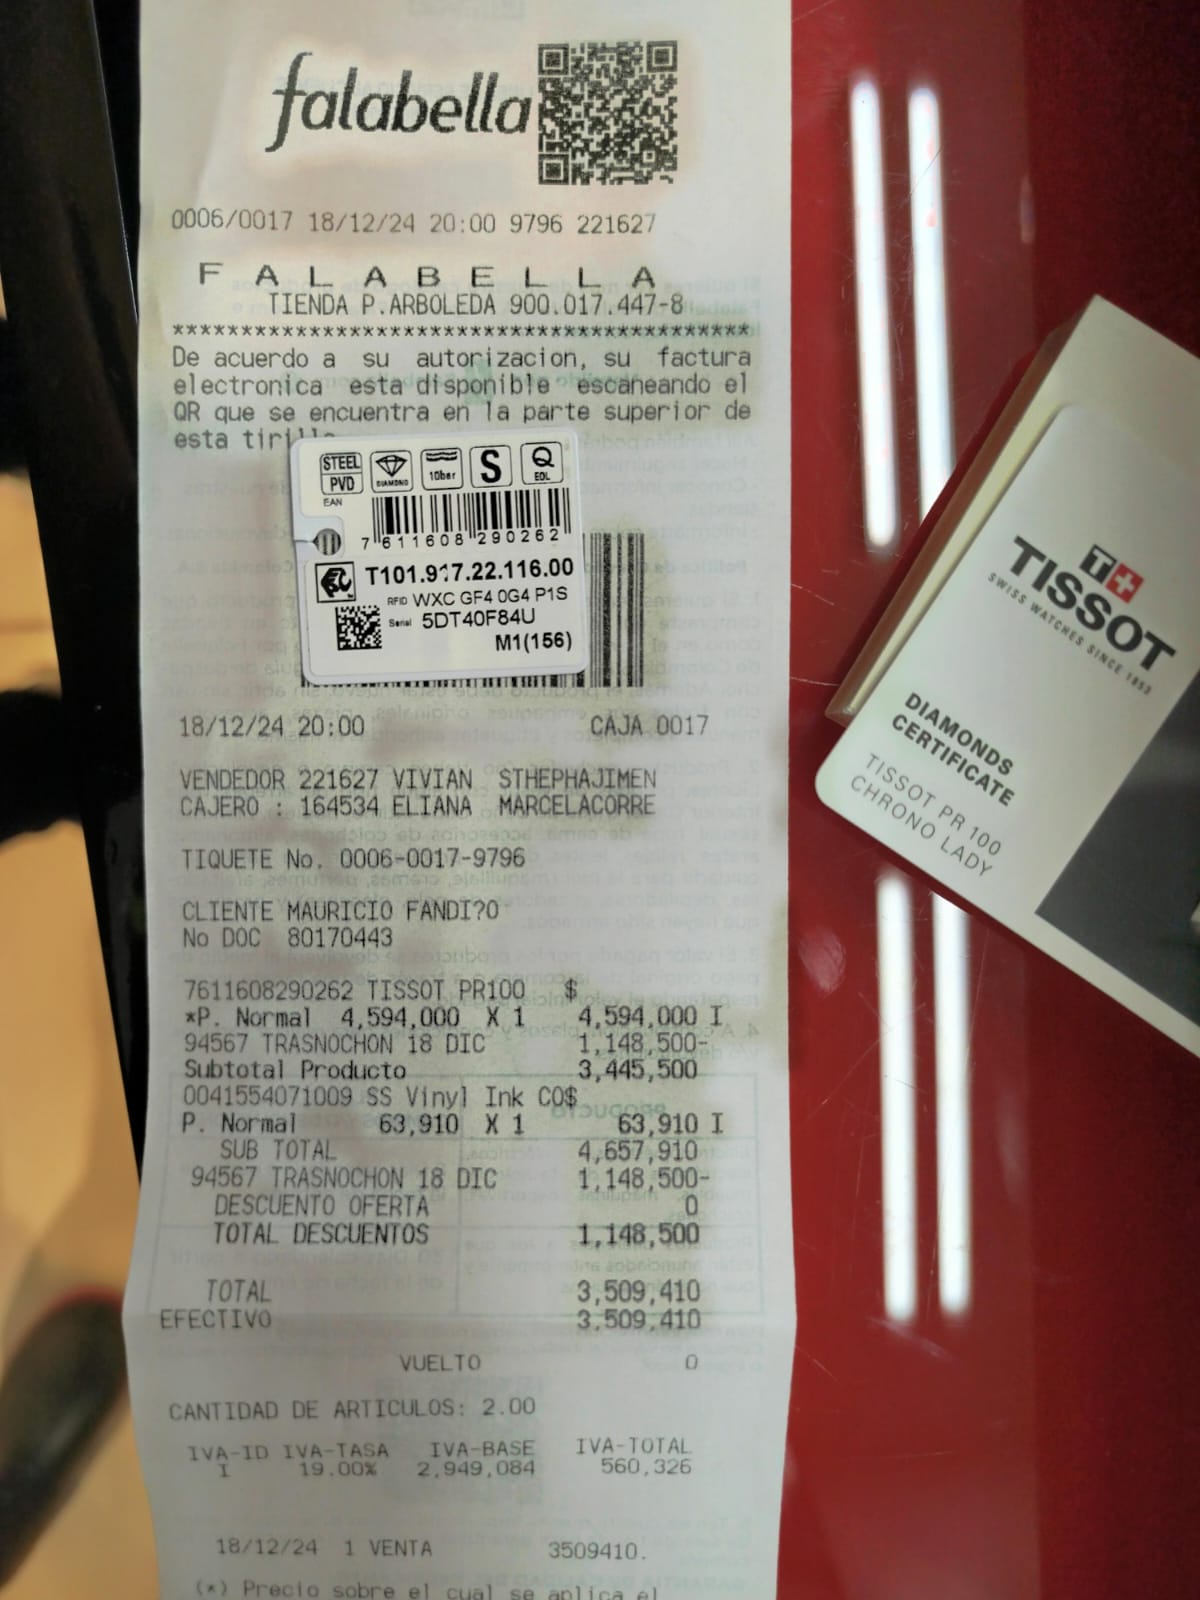 falabella
0006/0017 18/12/24 20:00 9796 221627
F A L A B E L L A
TIENDA P.ARBOLEDA 900.017.447-8
*******************************************
De acuerdo a su autorizacion, su factura
electronica esta disponible escaneando el
QR que se encuentra en la parte superior de
esta
STEEL
PVD
DIAMOND
10bar
S
Q
EOL
EAN
7 611608 290262
T101.917.22.116.00
RFID WXC GF4 0G4 P1S
Serial 5DT40F84U
M1(156)
18/12/24 20:00 CAJA 0017
VENDEDOR 221627 VIVIAN STHEPHAJIMEN
CAJERO : 164534 ELIANA MARCELACORRE
TIQUETE No. 0006-0017-9796
CLIENTE MAURICIO FANDI?O
No DOC 80170443
7611608290262 TISSOT PR100 $
*P. Normal 4,594,000 X 1 4,594,000 I
94567 TRASNOCHON 18 DIC 1,148,500-
Subtotal Producto 3,445,500
0041554071009 SS Vinyl Ink CO$
P. Normal 63,910 X 1 63,910 I
SUB TOTAL 4,657,910
94567 TRASNOCHON 18 DIC 1,148,500-
DESCUENTO OFERTA 0
TOTAL DESCUENTOS 1,148,500
TOTAL 3,509,410
EFECTIVO 3,509,410
VUELTO 0
CANTIDAD DE ARTICULOS: 2.00
IVA-ID IVA-TASA IVA-BASE IVA-TOTAL
I 19.00% 2,949,084 560,326
18/12/24 1 VENTA 3509410.
(*) Precio sobre el cual se aplica el
T+
TISSOT
SWISS WATCHES SINCE 1853
DIAMONDS
CERTIFICATE
TISSOT PR 100
CHRONO LADY